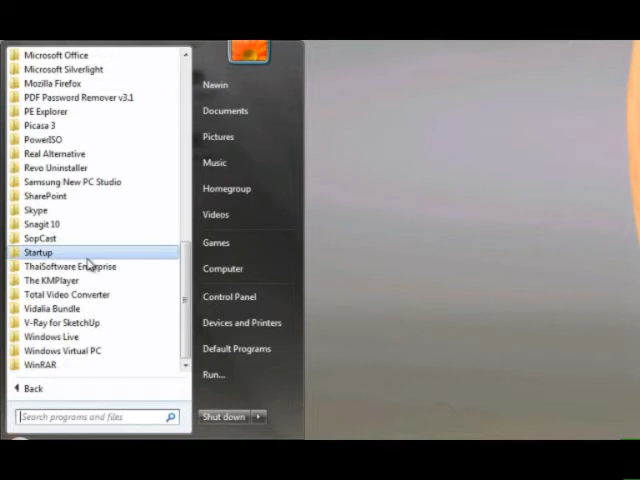 Microsoft Office
Microsoft Silverlight
Mozilla Firefox
PDF Password Remover v3.1
PE Explorer
Picasa 3
PowerISO
Real Alternative
Revo Uninstaller
Samsung New PC Studio
SharePoint
Skype
Snagit 10
SopCast
Startup
ThaiSoftware Enterprise
The KMPlayer
Total Video Converter
Vidalia Bundle
V-Ray for SketchUp
Windows Live
Windows Virtual PC
WinRAR
Back
Search programs and files
Nawin
Documents
Pictures
Music
Homegroup
Videos
Games
Computer
Control Panel
Devices and Printers
Default Programs
Run...
Shut down